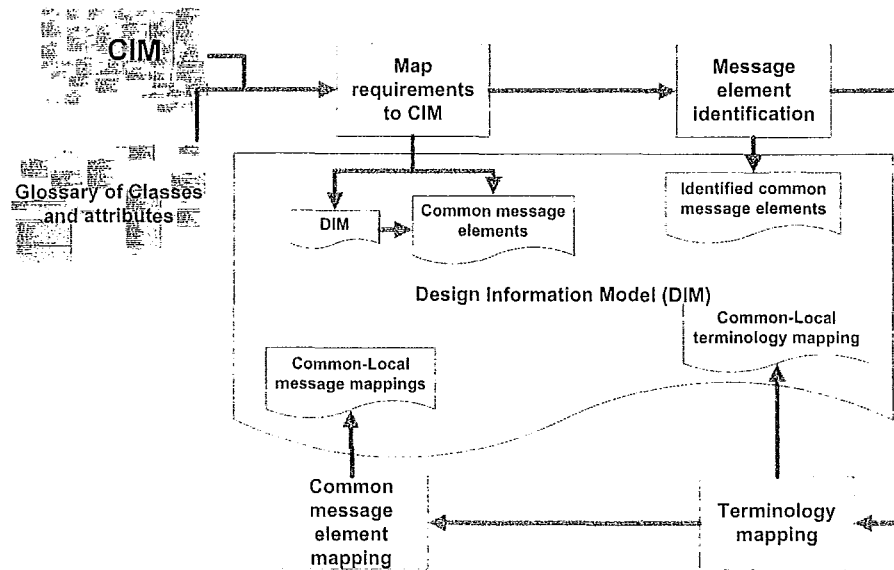 CIM
Map
requirements
to CIM
Message
element
identification
Glossary of Classes
and attributes
DIM
Common message
elements
Identified common
message elements
Design Information Model (DIM)
Common-Local
terminology mapping
Common-Local
message mappings
Common
message
element
mapping
Terminology
mapping